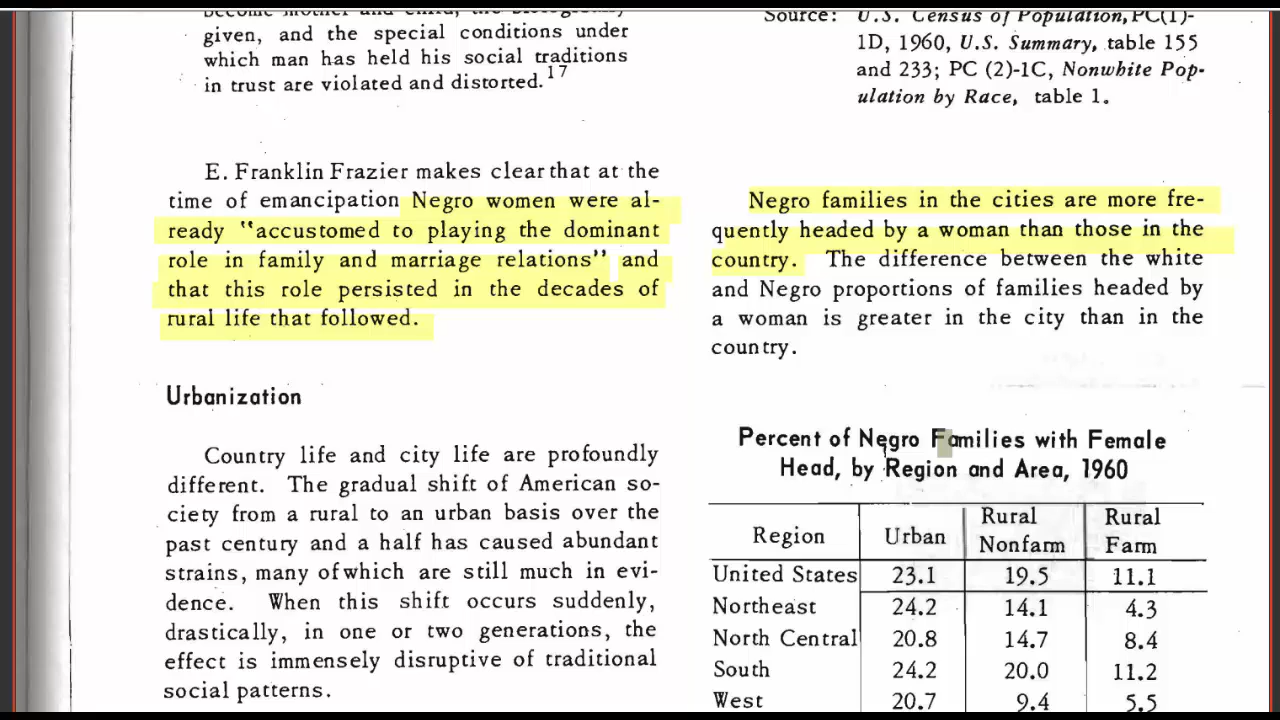 become mother and child, the biologically
given, and the special conditions under
which man has held his social traditions
in trust are violated and distorted.17
E. Franklin Frazier makes clear that at the
time of emancipation Negro women were al-
ready "accustomed to playing the dominant
role in family and marriage relations" and
that this role persisted in the decades of
rural life that followed.
Urbanization
Country life and city life are profoundly
different. The gradual shift of American so-
ciety from a rural to an urban basis over the
past century and a half has caused abundant
strains, many of which are still much in evi-
dence. When this shift occurs suddenly,
drastically, in one or two generations, the
effect is immensely disruptive of traditional
social patterns.
Source: U.S. Census of Population, PC(1)-
1D, 1960, U.S. Summary, table 155
and 233; PC (2)-1C, Nonwhite Pop-
ulation by Race, table 1.
Negro families in the cities are more fre-
quently headed by a woman than those in the
country. The difference between the white
and Negro proportions of families headed by
a woman is greater in the city than in the
country.
Percent of Negro Families with Female
Head, by Region and Area, 1960
Region Urban Rural Nonfarm Rural Farm
United States 23.1 19.5 11.1
Northeast 24.2 14.1 4.3
North Central 20.8 14.7 8.4
South 24.2 20.0 11.2
West 20.7 9.4 5.5